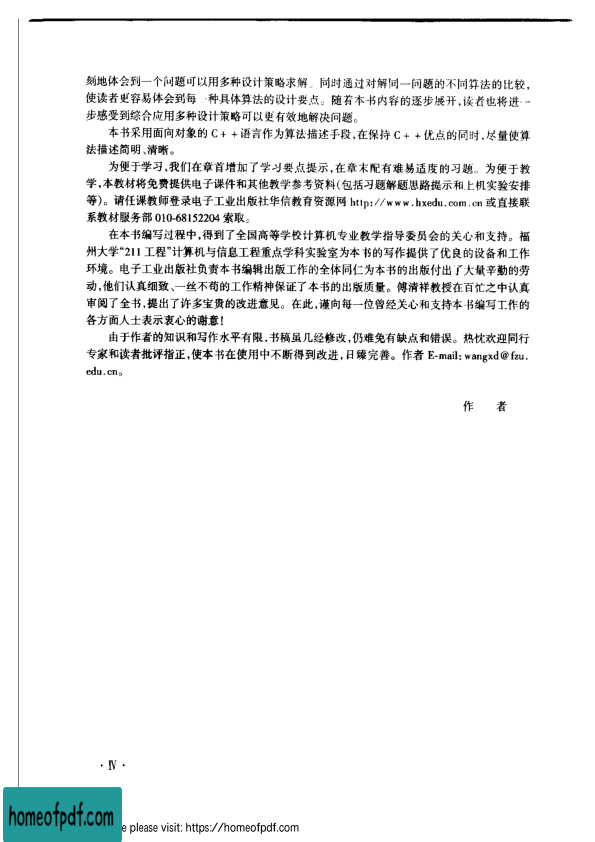 刻地体会到一个问题可以用多种设计策略求解。同时通过对解同一问题的不同算法的比较,
使读者更容易体会到每一种具体算法的设计要点。随着本书内容的逐步展开,读者也将进一
步感受到综合应用多种设计策略可以更有效地解决问题。
本书采用面向对象的C++语言作为算法描述手段,在保持C++优点的同时,尽量使算
法描述简明、清晰。
为便于学习,我们在章首增加了学习要点提示,在章末配有难易适度的习题。为便于教
学,本教材将免费提供电子课件和其他教学参考资料(包括习题解题思路提示和上机实验安排
等)。请任课教师登录电子工业出版社华信教育资源网 http://www.hxedu.com.cn 或直接联
系教材服务部 010-68152204 索取。
在本书编写过程中,得到了全国高等学校计算机专业教学指导委员会的关心和支持。福
州大学“211工程”计算机与信息工程重点学科实验室为本书的写作提供了优良的设备和工作
环境。电子工业出版社负责本书编辑出版工作的全体同仁为本书的出版付出了大量辛勤的劳
动,他们认真细致、一丝不苟的工作精神保证了本书的出版质量。傅清祥教授在百忙之中认真
审阅了全书,提出了许多宝贵的改进意见。在此,谨向每一位曾经关心和支持本书编写工作的
各方面人士表示衷心的谢意!
由于作者的知识和写作水平有限,书稿虽几经修改,仍难免有缺点和错误。热忱欢迎同行
专家和读者批评指正,使本书在使用中不断得到改进,日臻完善。作者 E-mail: wangxd@fzu.
edu.cn。
作 者
· Ⅳ ·
homeofpdf.com
e please visit: https://homeofpdf.com